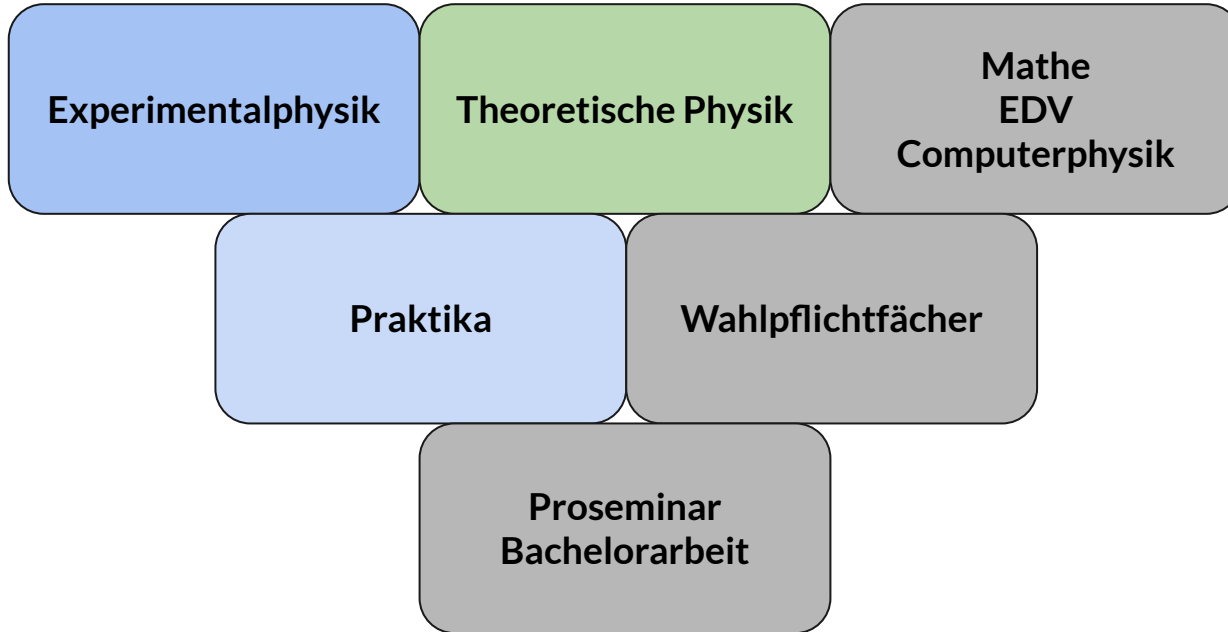 Experimentalphysik
Theoretische Physik
Mathe
EDV
Computerphysik
Praktika
Wahlpflichtfächer
Proseminar
Bachelorarbeit